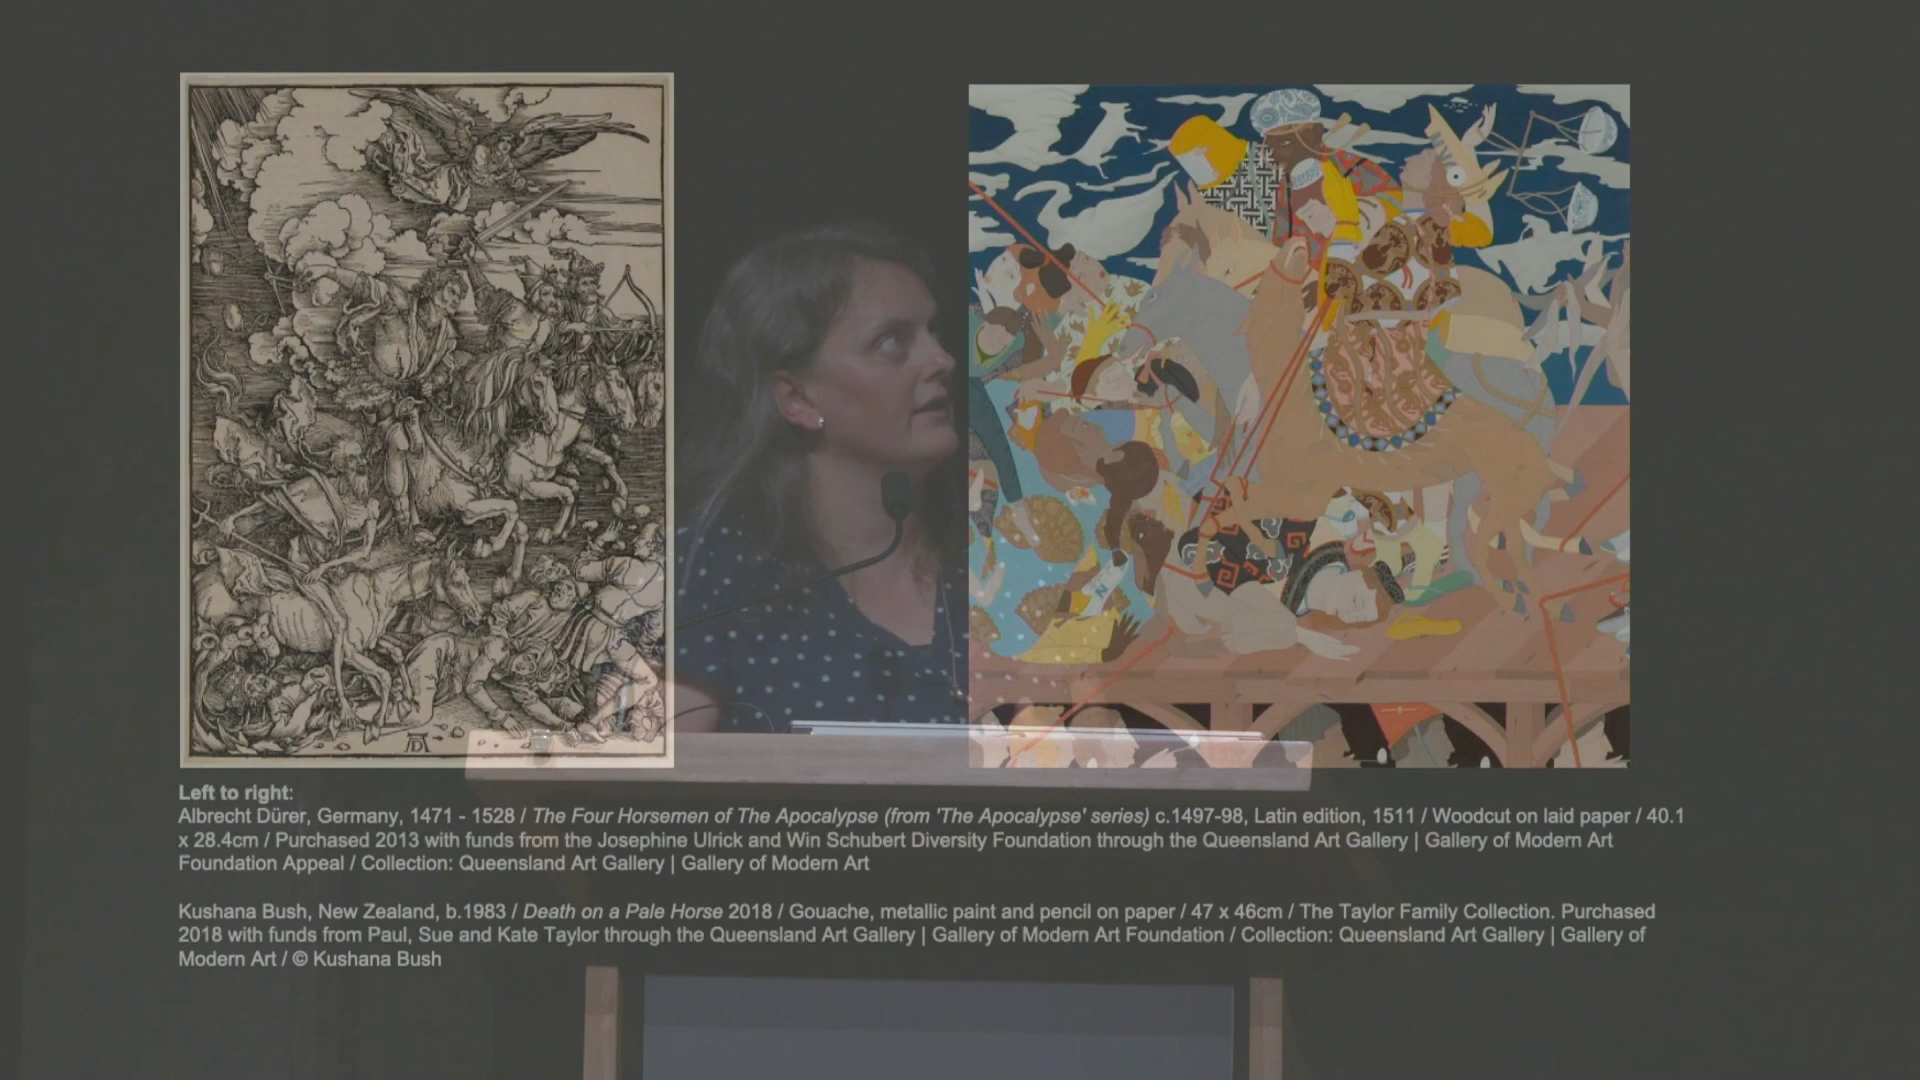 Left to right:
Albrecht Dürer, Germany, 1471 - 1528 / The Four Horsemen of The Apocalypse (from 'The Apocalypse' series) c.1497-98, Latin edition, 1511 / Woodcut on laid paper / 40.1
x 28.4cm / Purchased 2013 with funds from the Josephine Ulrick and Win Schubert Diversity Foundation through the Queensland Art Gallery | Gallery of Modern Art
Foundation Appeal / Collection: Queensland Art Gallery | Gallery of Modern Art
Kushana Bush, New Zealand, b.1983 / Death on a Pale Horse 2018 / Gouache, metallic paint and pencil on paper / 47 x 46cm / The Taylor Family Collection. Purchased
2018 with funds from Paul, Sue and Kate Taylor through the Queensland Art Gallery | Gallery of Modern Art Foundation / Collection: Queensland Art Gallery | Gallery of
Modern Art / © Kushana Bush
N
AD